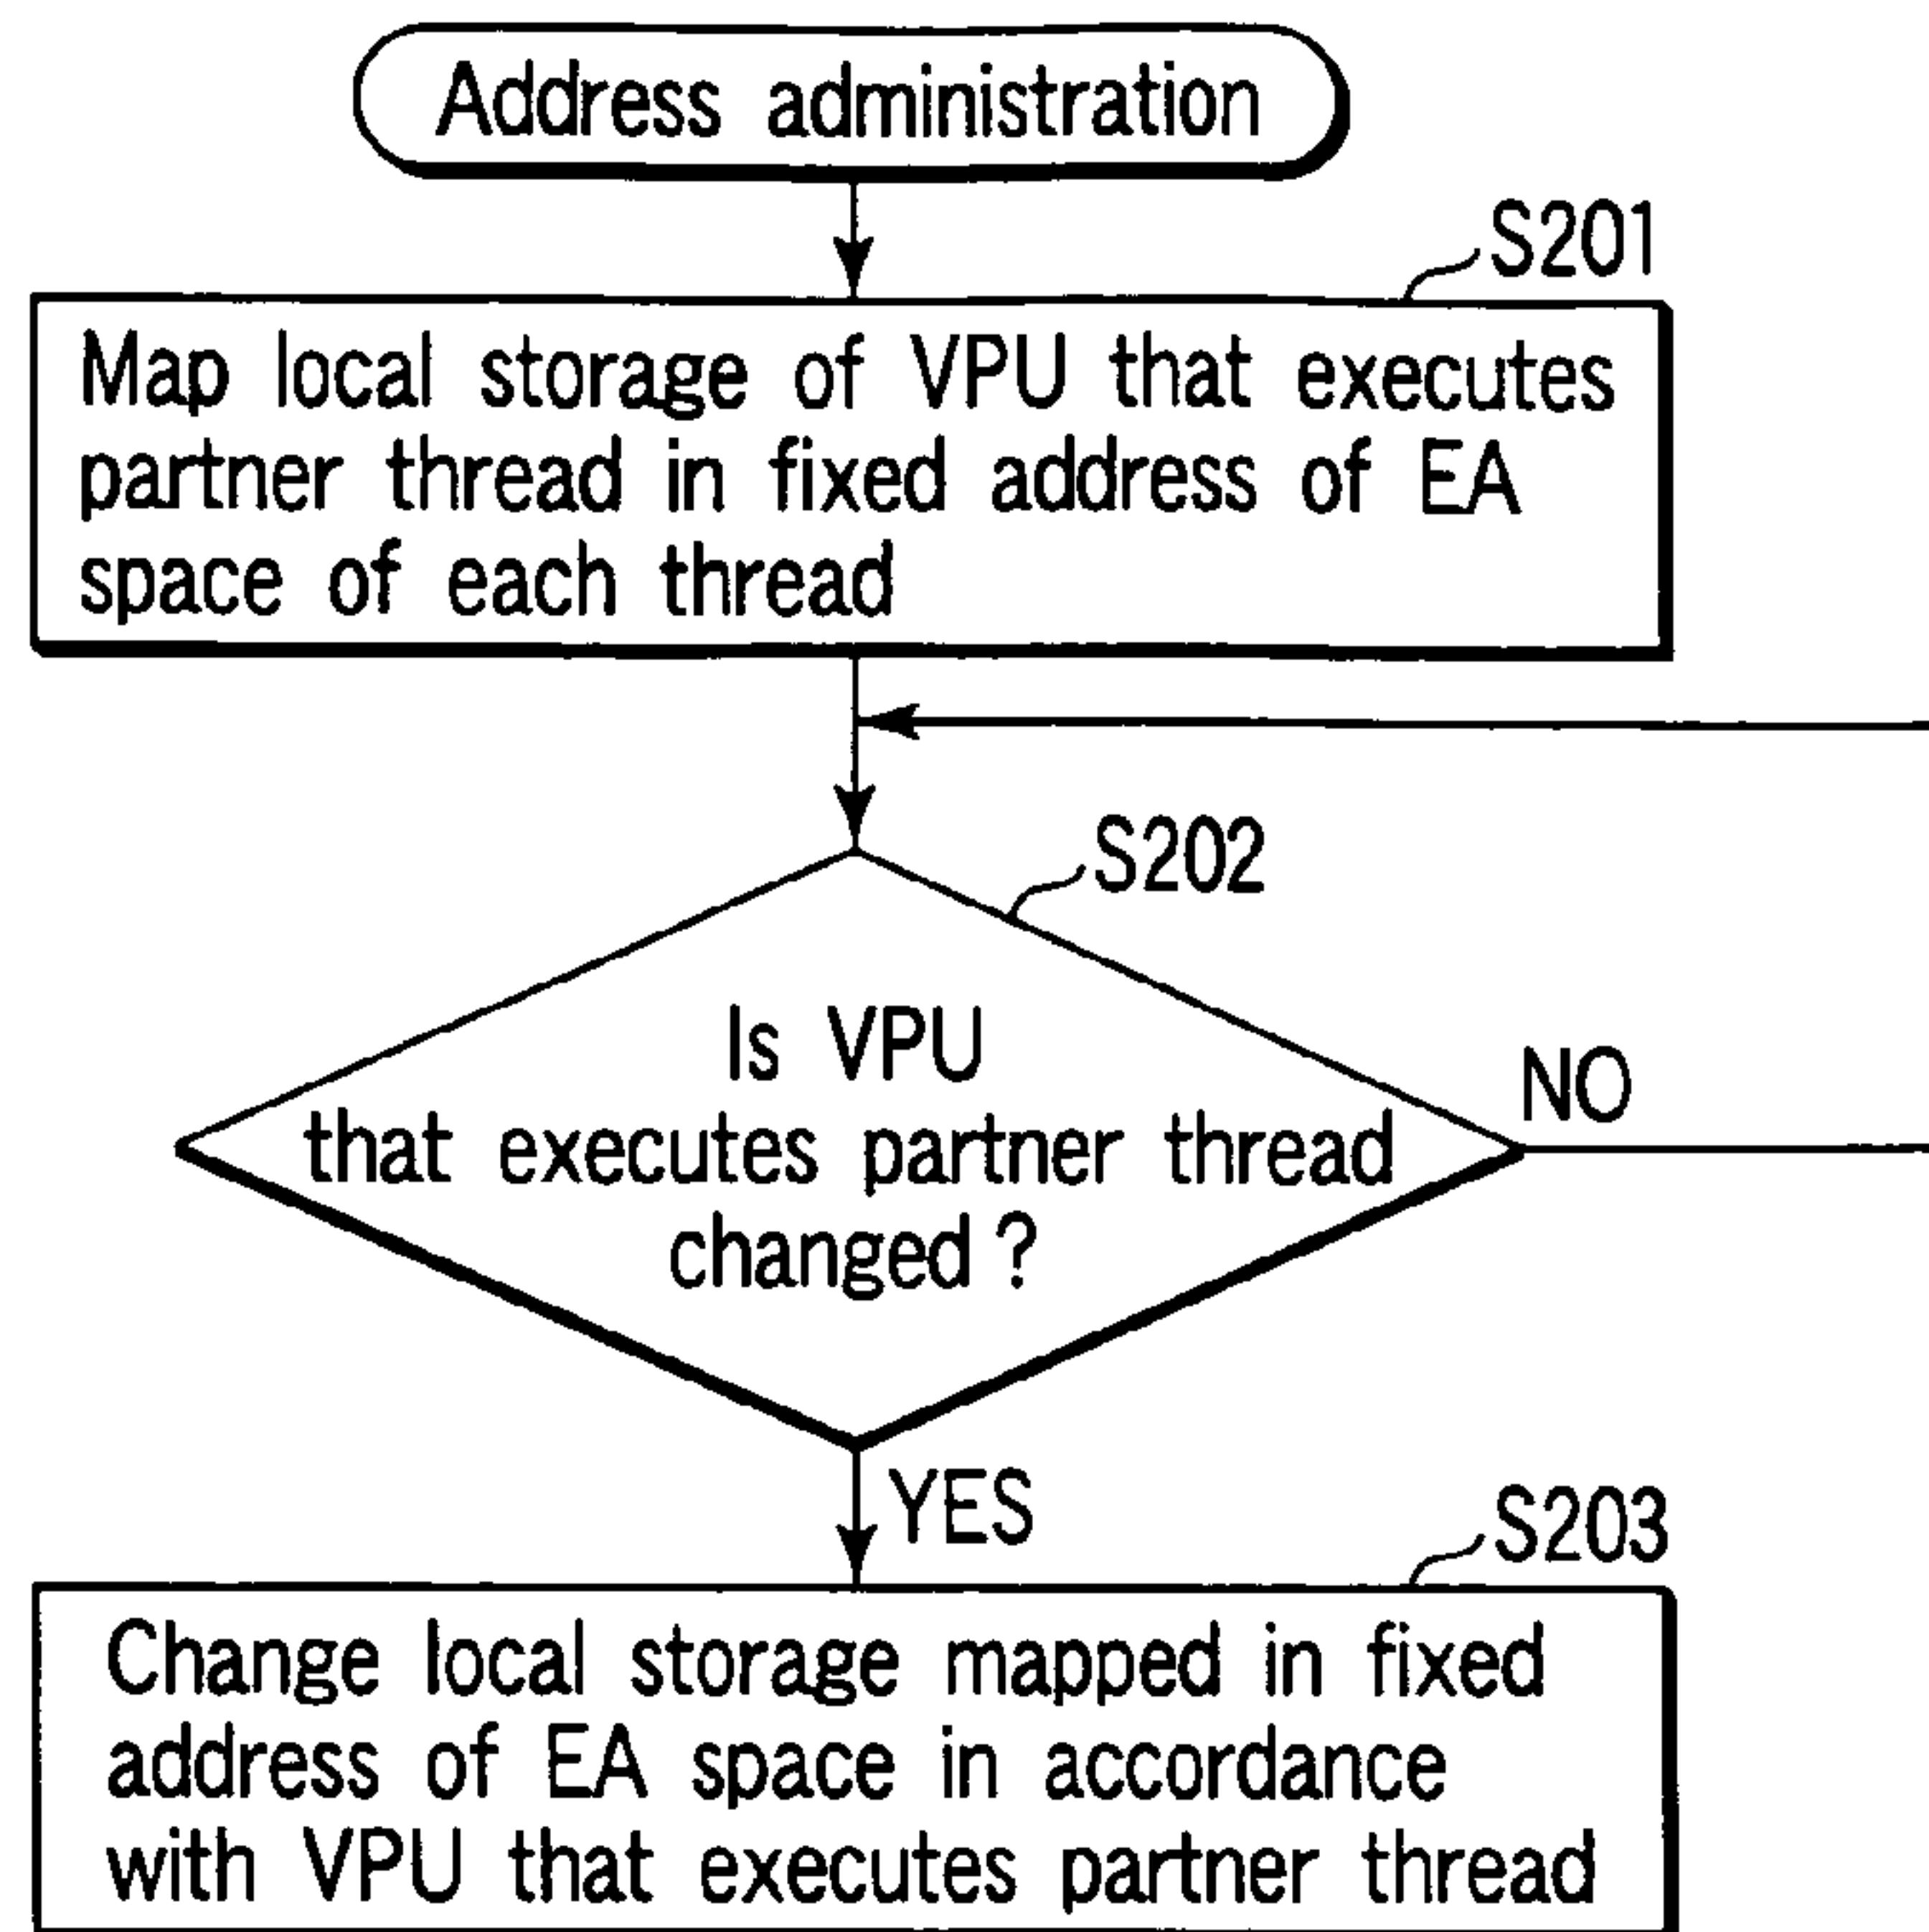 Address administration
S201
Map local storage of VPU that executes
partner thread in fixed address of EA
space of each thread
S202
Is VPU
that executes partner thread
changed ?
NO
YES
S203
Change local storage mapped in fixed
address of EA space in accordance
with VPU that executes partner thread